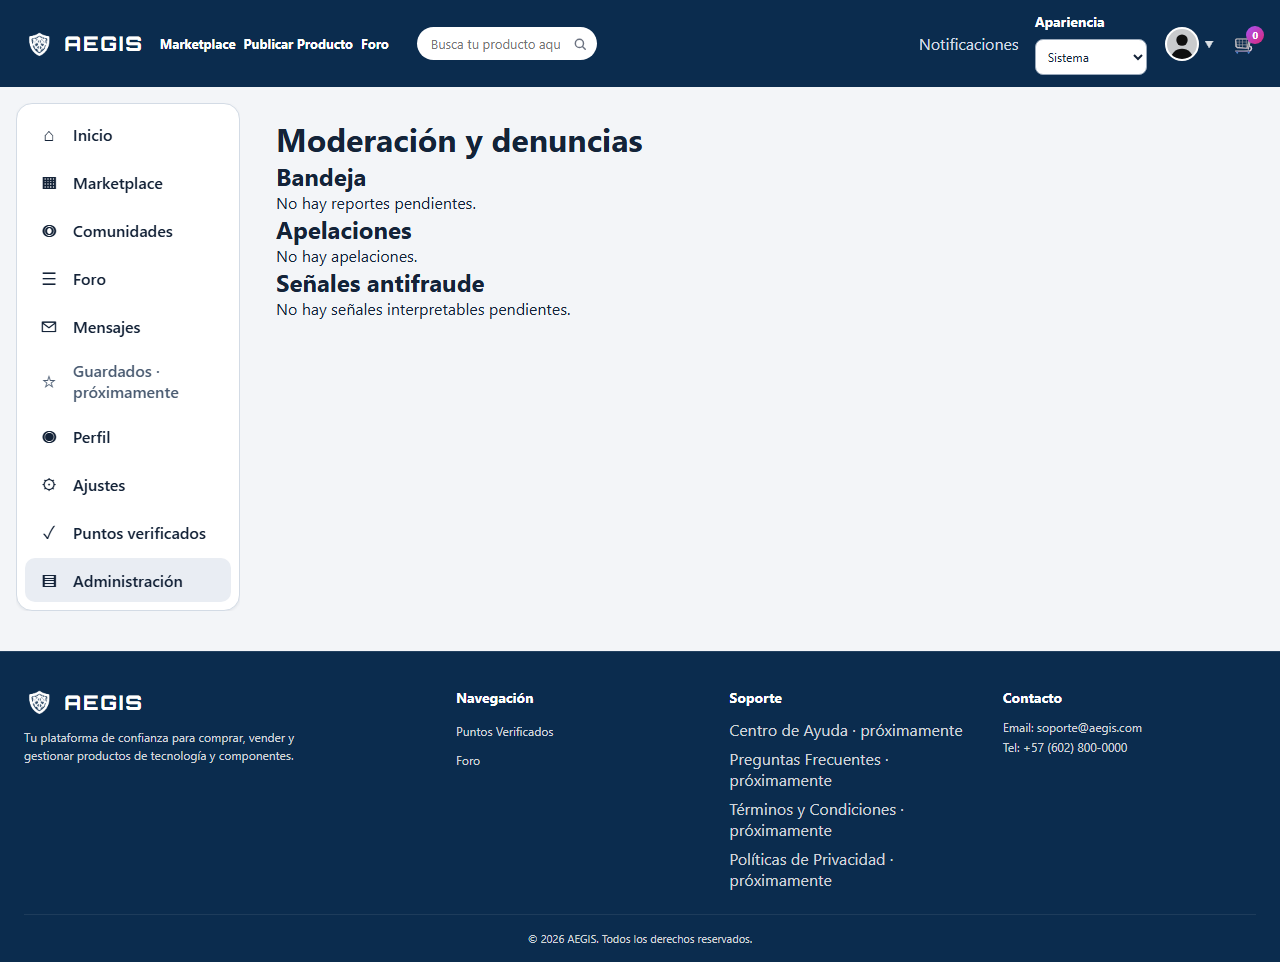 AEGIS Marketplace Publicar Producto Foro Busca tu producto aqu Notificaciones
Apariencia
Sistema
0
Inicio
Marketplace
Comunidades
Foro
Mensajes
Guardados ·
próximamente
Perfil
Ajustes
Puntos verificados
Administración
Moderación y denuncias
Bandeja
No hay reportes pendientes.
Apelaciones
No hay apelaciones.
Señales antifraude
No hay señales interpretables pendientes.
AEGIS
Tu plataforma de confianza para comprar, vender y
gestionar productos de tecnología y componentes.
Navegación
Puntos Verificados
Foro
Soporte
Centro de Ayuda · próximamente
Preguntas Frecuentes ·
próximamente
Términos y Condiciones ·
próximamente
Políticas de Privacidad ·
próximamente
Contacto
Email: soporte@aegis.com
Tel: +57 (602) 800-0000
© 2026 AEGIS. Todos los derechos reservados.